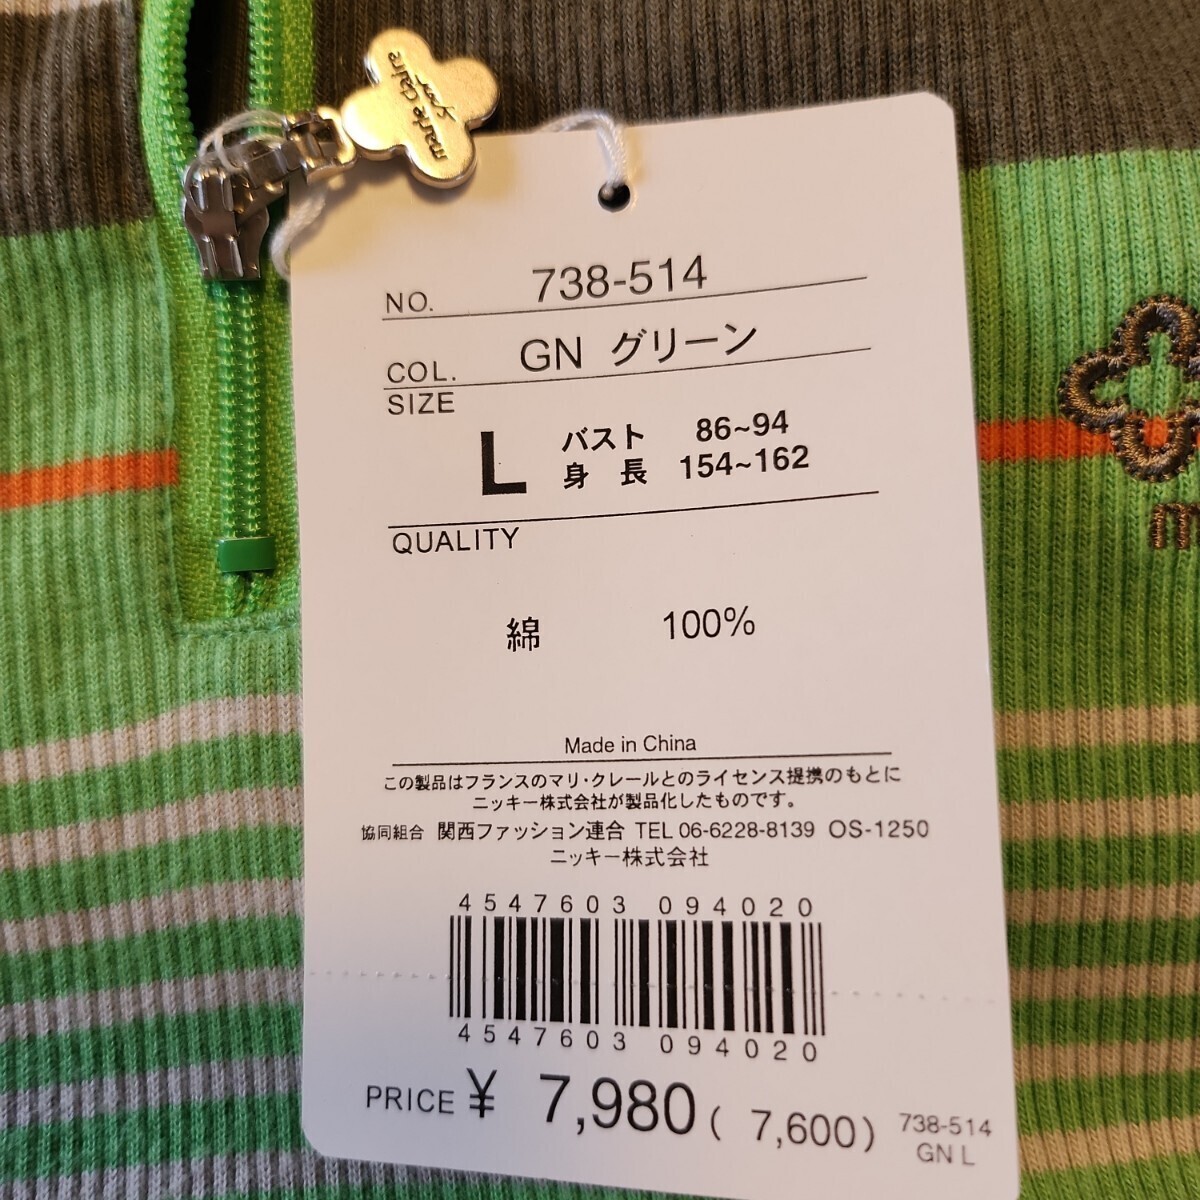 marie claire
sport
NO. 738-514
COL. GN グリーン
SIZE
L バスト 86~94
身長 154~162
QUALITY
綿 100%
Made in China
この製品はフランスのマリ・クレールとのライセンス提携のもとに
ニッキー株式会社が製品化したものです。
協同組合 関西ファッション連合 TEL 06-6228-8139 OS-1250
ニッキー株式会社
4547603 094020
4547603 094020
PRICE ¥ 7,980 ( 7,600)
738-514
GN L